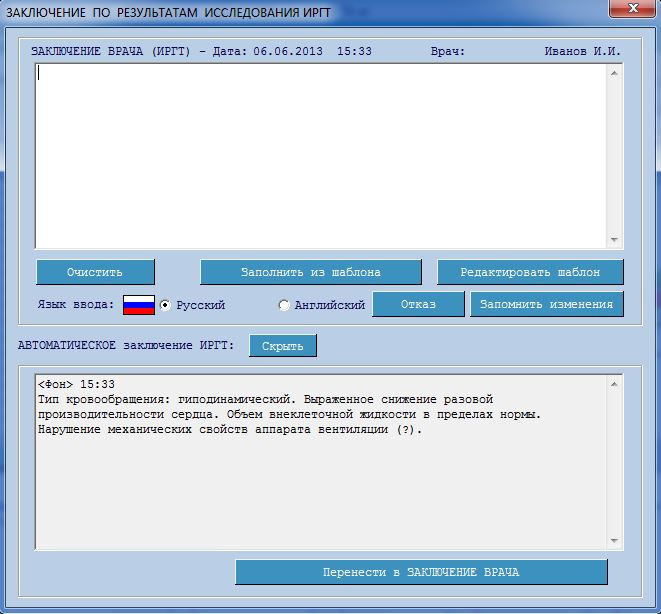 ЗАКЛЮЧЕНИЕ ПО РЕЗУЛЬТАТАМ ИССЛЕДОВАНИЯ ИРГТ
ЗАКЛЮЧЕНИЕ ВРАЧА (ИРГТ) - Дата: 06.06.2013 15:33 Врач: Иванов И.И.
Очистить Заполнить из шаблона Редактировать шаблон
Язык ввода: Русский Английский Отказ Запомнить изменения
АВТОМАТИЧЕСКОЕ заключение ИРГТ: Скрыть
<Фон> 15:33
Тип кровообращения: гиподинамический. Выраженное снижение разовой
производительности сердца. Объем внеклеточной жидкости в пределах нормы.
Нарушение механических свойств аппарата вентиляции (?).
Перенести в ЗАКЛЮЧЕНИЕ ВРАЧА